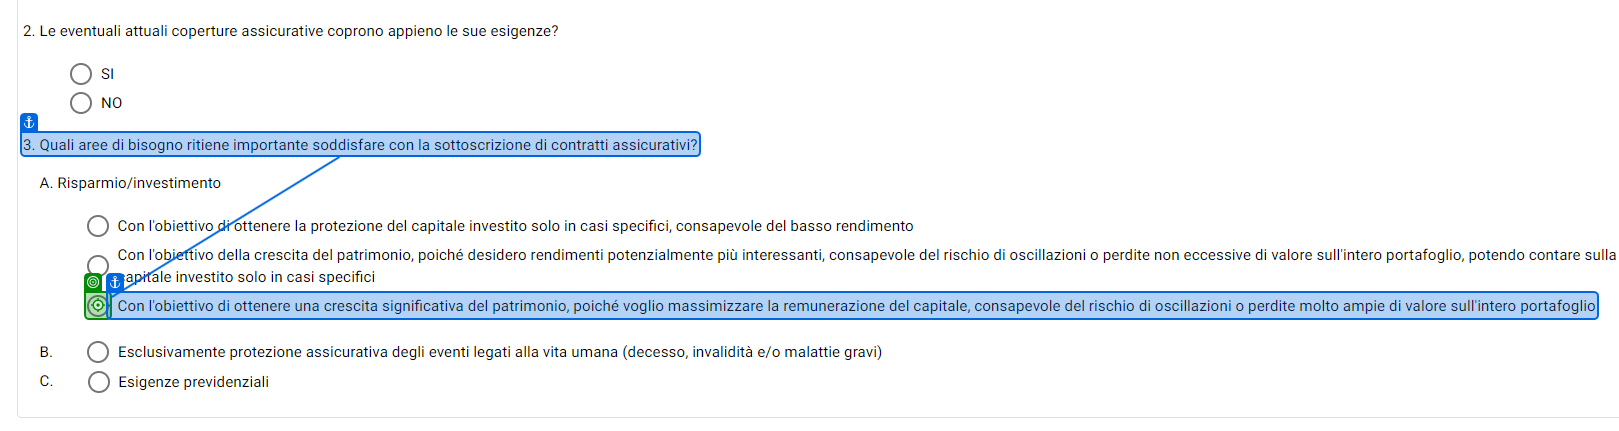 2. Le eventuali attuali coperture assicurative coprono appieno le sue esigenze?
SI
NO
3. Quali aree di bisogno ritiene importante soddisfare con la sottoscrizione di contratti assicurativi?
A. Risparmio/investimento
Con l'obiettivo di ottenere la protezione del capitale investito solo in casi specifici, consapevole del basso rendimento
Con l'obiettivo della crescita del patrimonio, poiché desidero rendimenti potenzialmente più interessanti, consapevole del rischio di oscillazioni o perdite non eccessive di valore sull'intero portafoglio, potendo contare sulla
capitale investito solo in casi specifici
Con l'obiettivo di ottenere una crescita significativa del patrimonio, poiché voglio massimizzare la remunerazione del capitale, consapevole del rischio di oscillazioni o perdite molto ampie di valore sull'intero portafoglio
B. Esclusivamente protezione assicurativa degli eventi legati alla vita umana (decesso, invalidità e/o malattie gravi)
C. Esigenze previdenziali